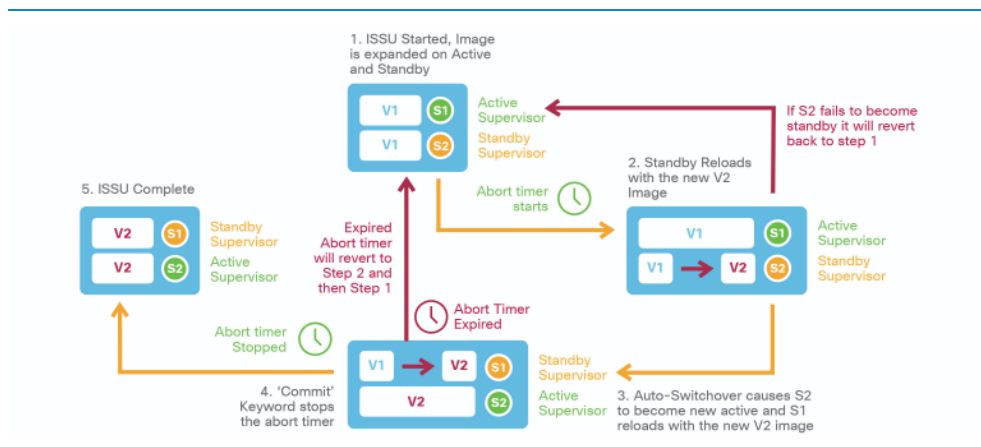 1. ISSU Started, Image
is expanded on Active
and Standby
V1
S1
Active
Supervisor
V1
S2
Standby
Supervisor
If S2 fails to become
standby it will revert
back to step 1
Abort timer
starts
2. Standby Reloads
with the new V2
Image
V1
S1
Active
Supervisor
V1
V2
S2
Standby
Supervisor
5. ISSU Complete
V2
S1
Standby
Supervisor
V2
S2
Active
Supervisor
Expired
Abort timer
will revert to
Step 2 and
then Step 1
Abort Timer
Expired
Abort timer
Stopped
4. 'Commit'
Keyword stops
the abort timer
V1
V2
S1
Standby
Supervisor
V2
S2
Active
Supervisor
3. Auto-Switchover causes S2
to become new active and S1
reloads with the new V2 image